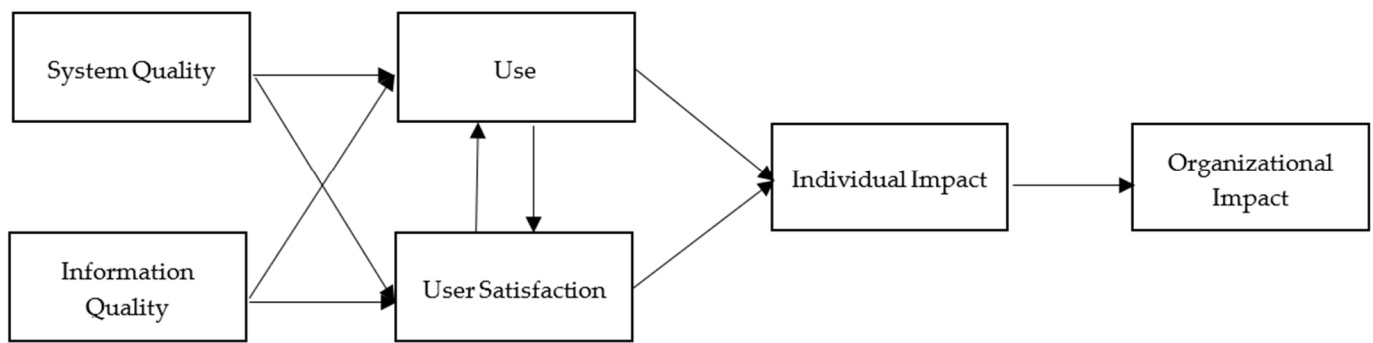 System Quality
Use
Information
Quality
User Satisfaction
Individual Impact
Organizational
Impact